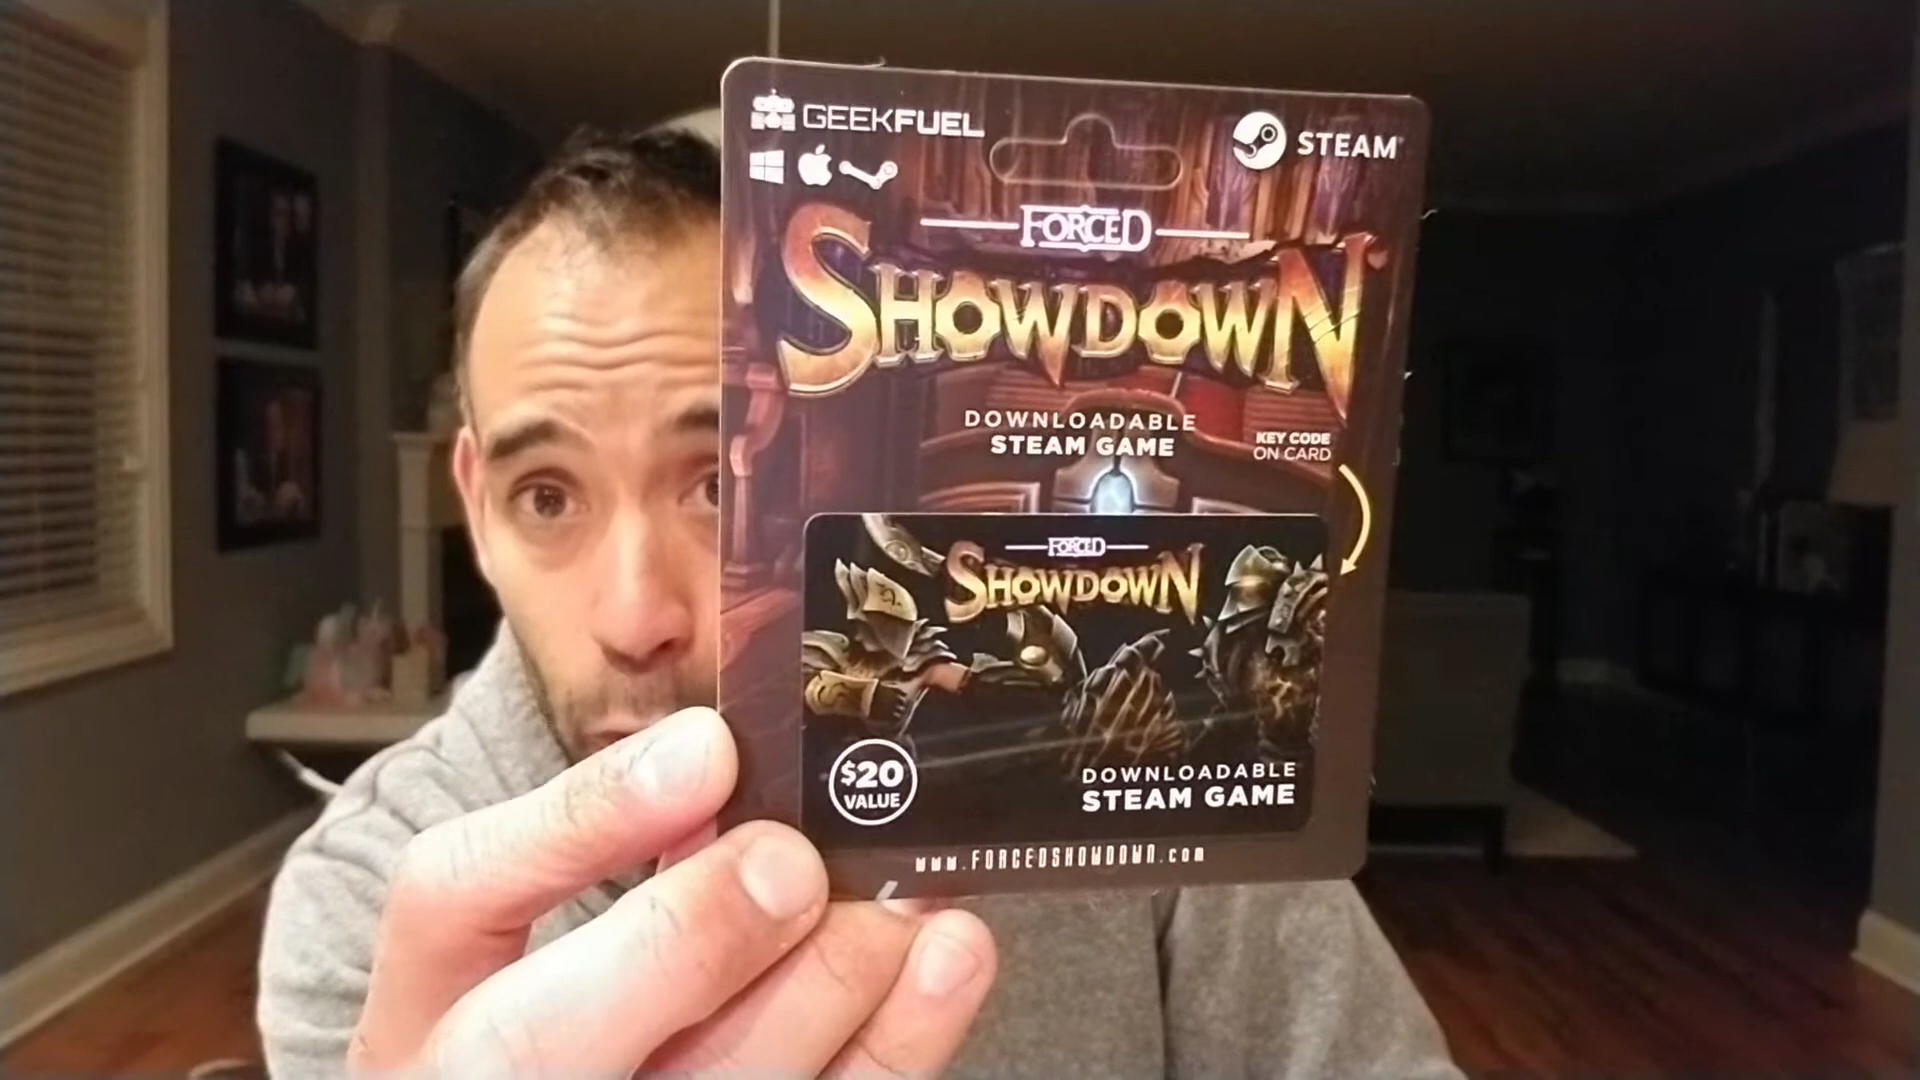 GEEKFUEL
STEAM
FORCED
SHOWDOWN
DOWNLOADABLE
STEAM GAME
KEY CODE
ON CARD
FORCED
SHOWDOWN
$20
VALUE
DOWNLOADABLE
STEAM GAME
www.FORCEDSHOWDOWN.com